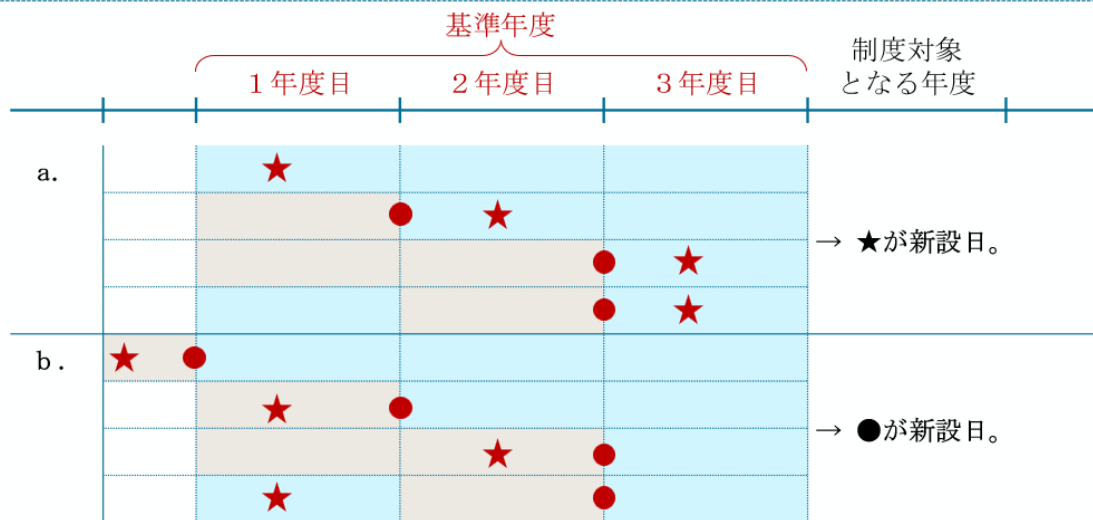 基準年度
1年度目
2年度目
3年度目
制度対象
となる年度
a.
→ ★が新設日。
b.
→ ●が新設日。